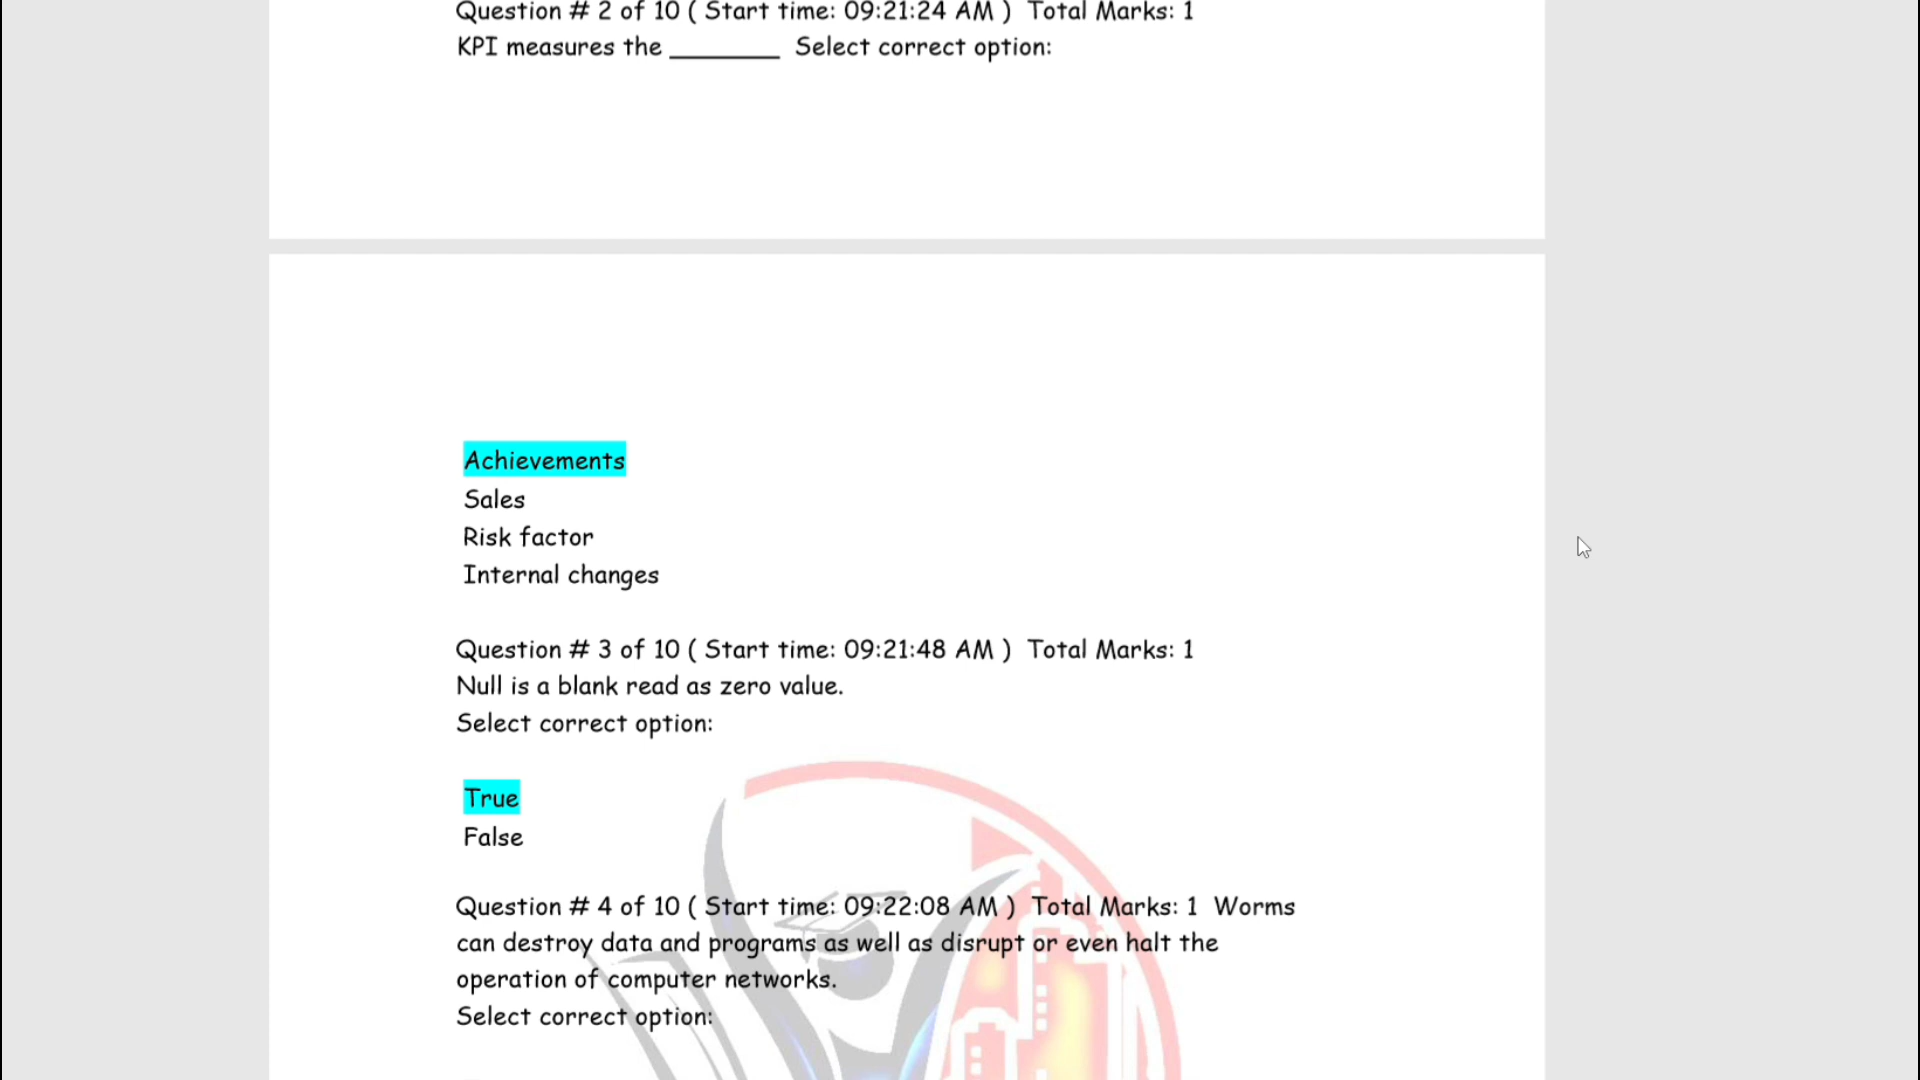 Question # 2 of 10 ( Start time: 09:21:24 AM ) Total Marks: 1
KPI measures the ________ Select correct option:
Achievements
Sales
Risk factor
Internal changes
Question # 3 of 10 ( Start time: 09:21:48 AM ) Total Marks: 1
Null is a blank read as zero value.
Select correct option:
True
False
Question # 4 of 10 ( Start time: 09:22:08 AM ) Total Marks: 1 Worms
can destroy data and programs as well as disrupt or even halt the
operation of computer networks.
Select correct option: